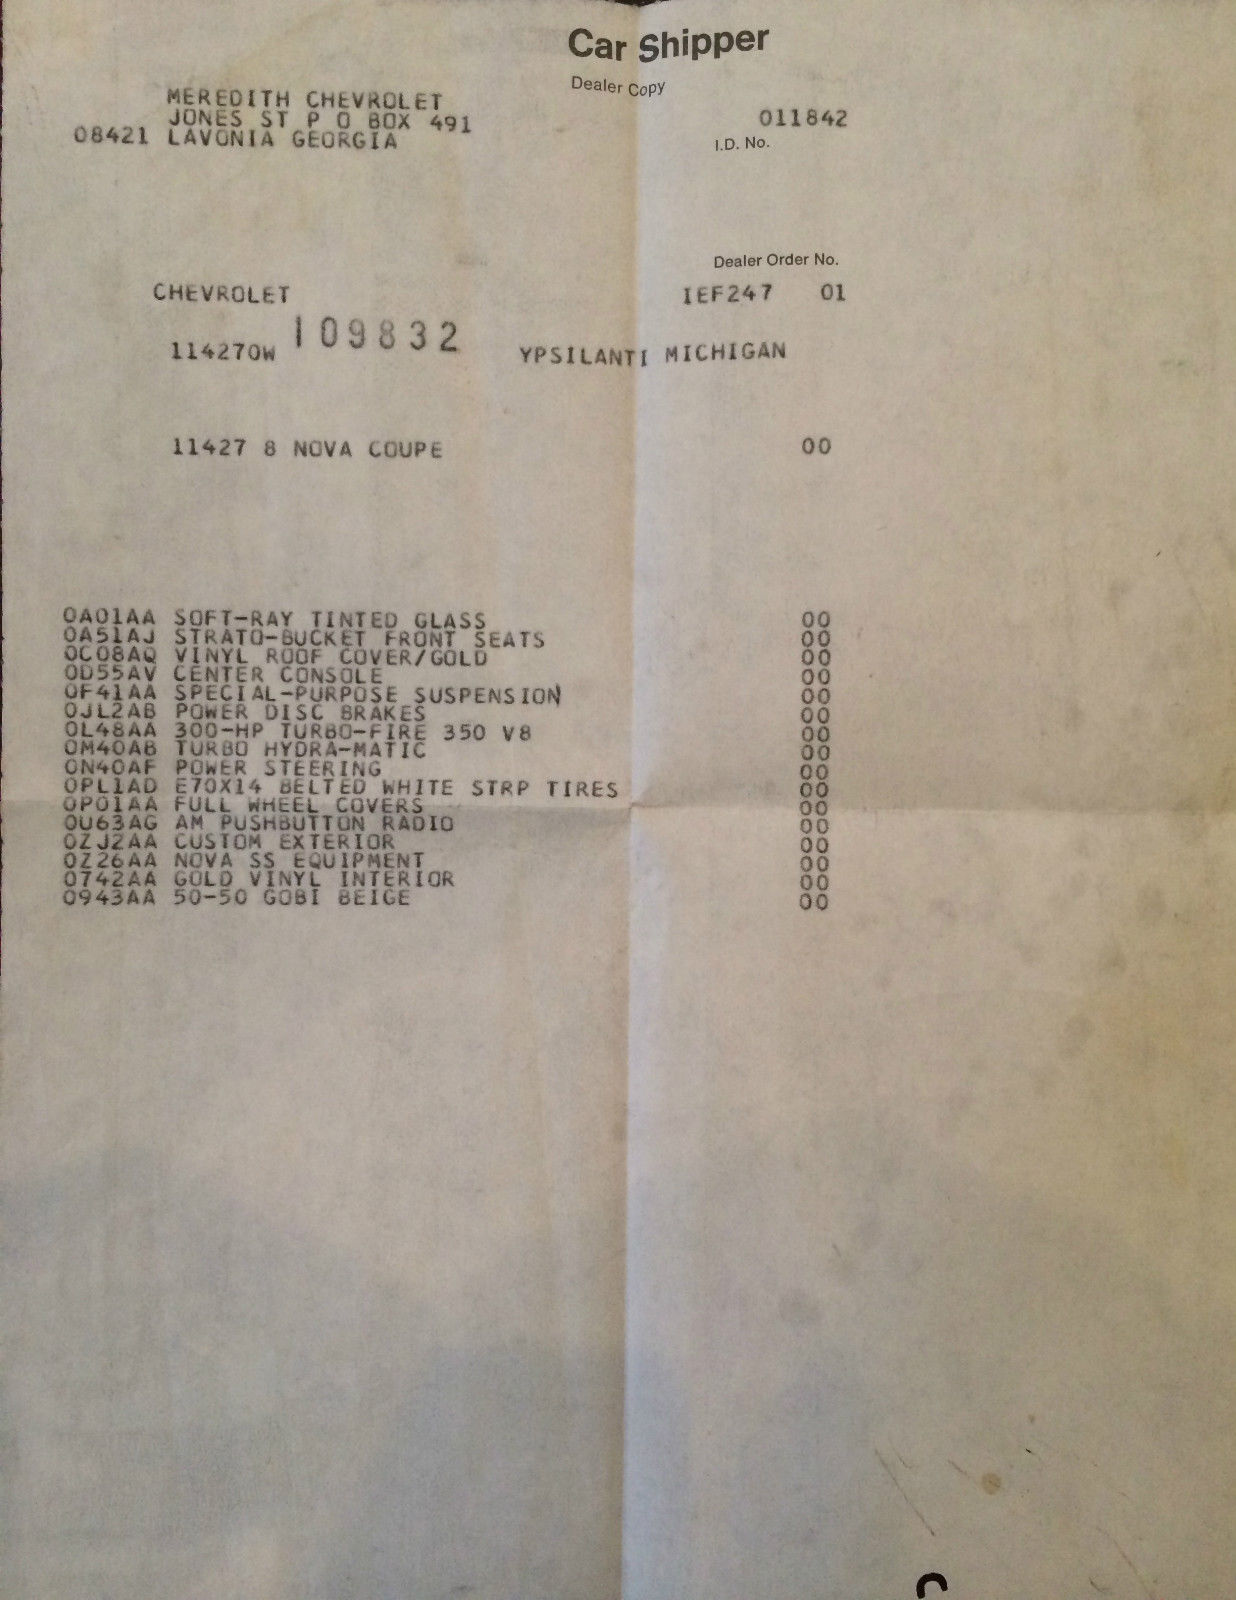 Car Shipper
Dealer Copy
MEREDITH CHEVROLET
JONES ST P O BOX 491
08421 LAVONIA GEORGIA
011842
I.D. No.
Dealer Order No.
CHEVROLET
IEF247 01
114270W 109832
YPSILANTI MICHIGAN
11427 8 NOVA COUPE 00
0A01AA SOFT-RAY TINTED GLASS 00
0A51AJ STRATO-BUCKET FRONT SEATS 00
0C08AQ VINYL ROOF COVER/GOLD 00
0D55AV CENTER CONSOLE 00
0F41AA SPECIAL-PURPOSE SUSPENSION 00
0JL2AB POWER DISC BRAKES 00
0L48AA 300-HP TURBO-FIRE 350 V8 00
0M40AB TURBO HYDRA-MATIC 00
0N40AF POWER STEERING 00
0PL1AD E70X14 BELTED WHITE STRP TIRES 00
0P01AA FULL WHEEL COVERS 00
0U63AG AM PUSHBUTTON RADIO 00
0ZJ2AA CUSTOM EXTERIOR 00
0Z26AA NOVA SS EQUIPMENT 00
0742AA GOLD VINYL INTERIOR 00
0943AA 50-50 GOBI BEIGE 00